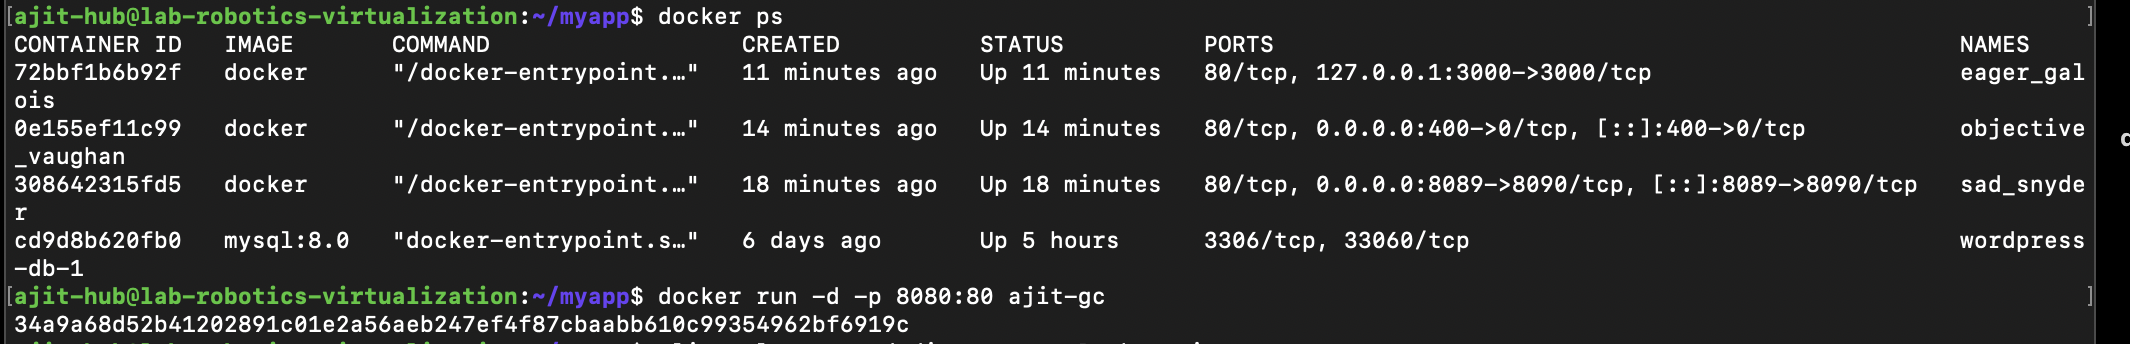 [ajit-hub@lab-robotics-virtualization:~/myapp$ docker ps ]
CONTAINER ID   IMAGE       COMMAND                 CREATED          STATUS          PORTS                                                 NAMES
72bbf1b6b92f   docker      "/docker-entrypoint.…"  11 minutes ago   Up 11 minutes   80/tcp, 127.0.0.1:3000->3000/tcp                      eager_gal
ois
0e155ef11c99   docker      "/docker-entrypoint.…"  14 minutes ago   Up 14 minutes   80/tcp, 0.0.0.0:400->0/tcp, [::]:400->0/tcp           objective
_vaughan
308642315fd5   docker      "/docker-entrypoint.…"  18 minutes ago   Up 18 minutes   80/tcp, 0.0.0.0:8089->8090/tcp, [::]:8089->8090/tcp   sad_snyde
r
cd9d8b620fb0   mysql:8.0   "docker-entrypoint.s…"  6 days ago       Up 5 hours      3306/tcp, 33060/tcp                                   wordpress
-db-1
[ajit-hub@lab-robotics-virtualization:~/myapp$ docker run -d -p 8080:80 ajit-gc ]
34a9a68d52b41202891c01e2a56aeb247ef4f87cbaabb610c99354962bf6919c